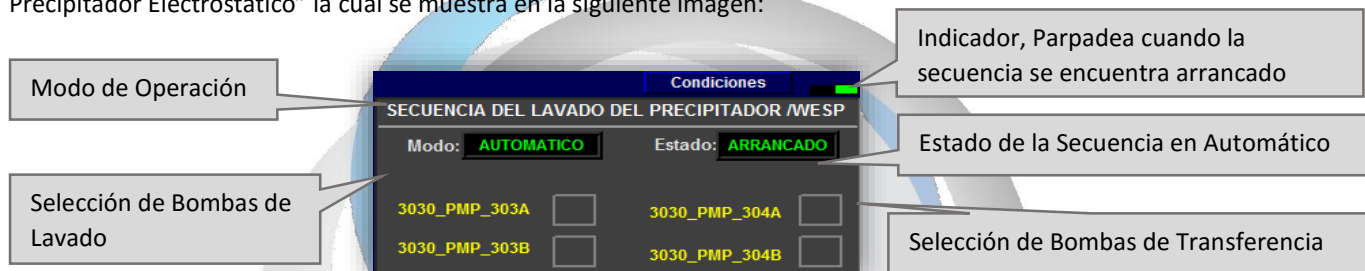 Precipitador Electrostático” la cual se muestra en la siguiente imagen:
Indicador, Parpadea cuando la
secuencia se encuentra arrancado
Modo de Operación
Condiciones
SECUENCIA DEL LAVADO DEL PRECIPITADOR /WESP
Modo: AUTOMATICO Estado: ARRANCADO
Estado de la Secuencia en Automático
Selección de Bombas de
Lavado
3030_PMP_303A 3030_PMP_304A
3030_PMP_303B 3030_PMP_304B
Selección de Bombas de Transferencia